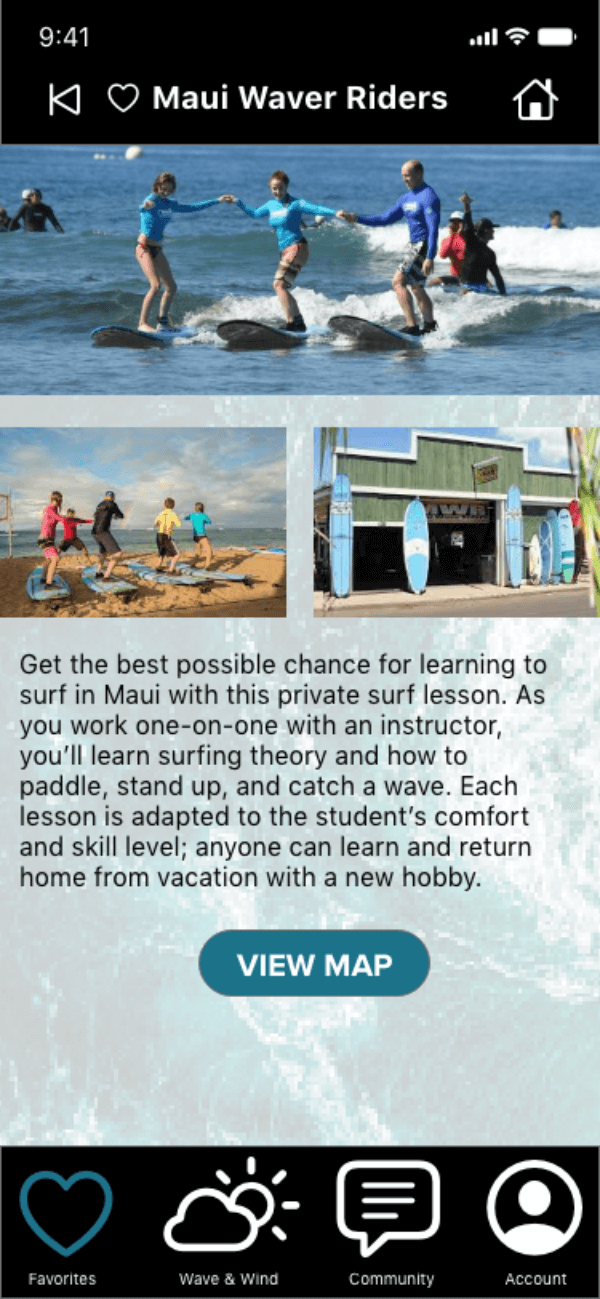 9:41
Maui Waver Riders
Get the best possible chance for learning to
surf in Maui with this private surf lesson. As
you work one-on-one with an instructor,
you’ll learn surfing theory and how to
paddle, stand up, and catch a wave. Each
lesson is adapted to the student’s comfort
and skill level; anyone can learn and return
home from vacation with a new hobby.
VIEW MAP
Favorites
Wave & Wind
Community
Account